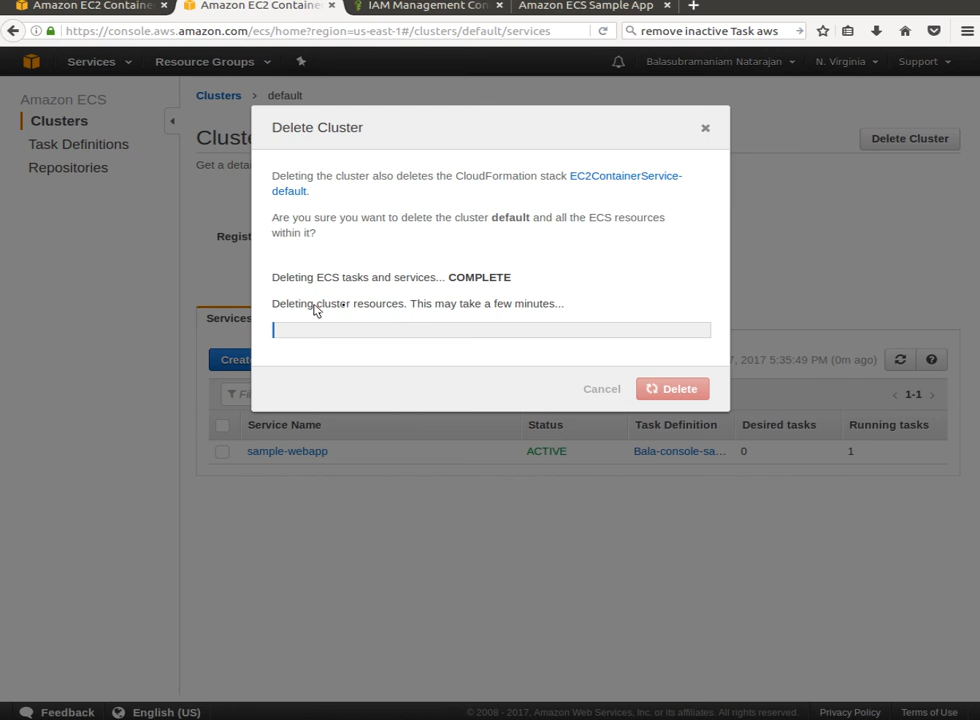 Amazon EC2 Containe × Amazon EC2 Containe × IAM Management Con × Amazon ECS Sample App × +
https://console.aws.amazon.com/ecs/home?region=us-east-1#/clusters/default/services remove inactive Task aws
Services Resource Groups Balasubramaniam Natarajan N. Virginia Support
Amazon ECS
Clusters
Task Definitions
Repositories
Clusters > default
Cluste
Delete Cluster
Get a deta
Regist
Delete Cluster ×
Deleting the cluster also deletes the CloudFormation stack EC2ContainerService-
default.
Are you sure you want to delete the cluster default and all the ECS resources
within it?
Deleting ECS tasks and services... COMPLETE
Deleting cluster resources. This may take a few minutes...
Cancel Delete
Services
Creat 7, 2017 5:35:49 PM (0m ago)
Fi < 1-1 >
Service Name Status Task Definition Desired tasks Running tasks
sample-webapp ACTIVE Bala-console-sa... 0 1
Feedback English (US) © 2008 - 2017, Amazon Web Services, Inc. or its affiliates. All rights reserved. Privacy Policy Terms of Use